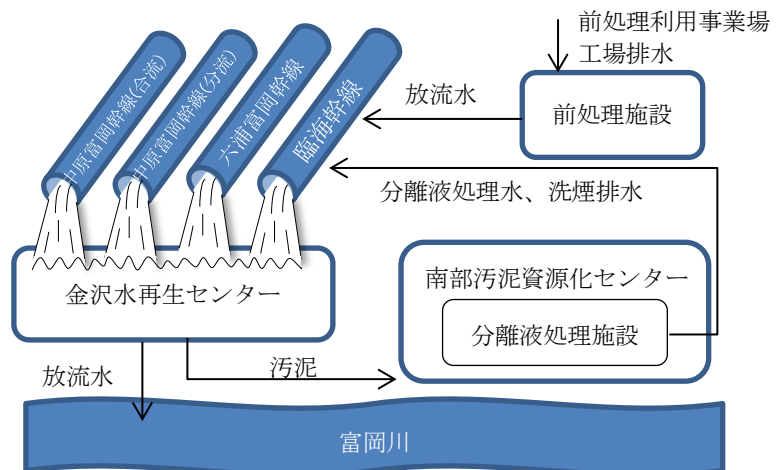 前処理利用事業場
工場排水
中原富岡幹線(合流)
中原富岡幹線(分流)
六浦富岡幹線
臨海幹線
放流水
前処理施設
分離液処理水、洗煙排水
金沢水再生センター
南部汚泥資源化センター
分離液処理施設
放流水
汚泥
富岡川